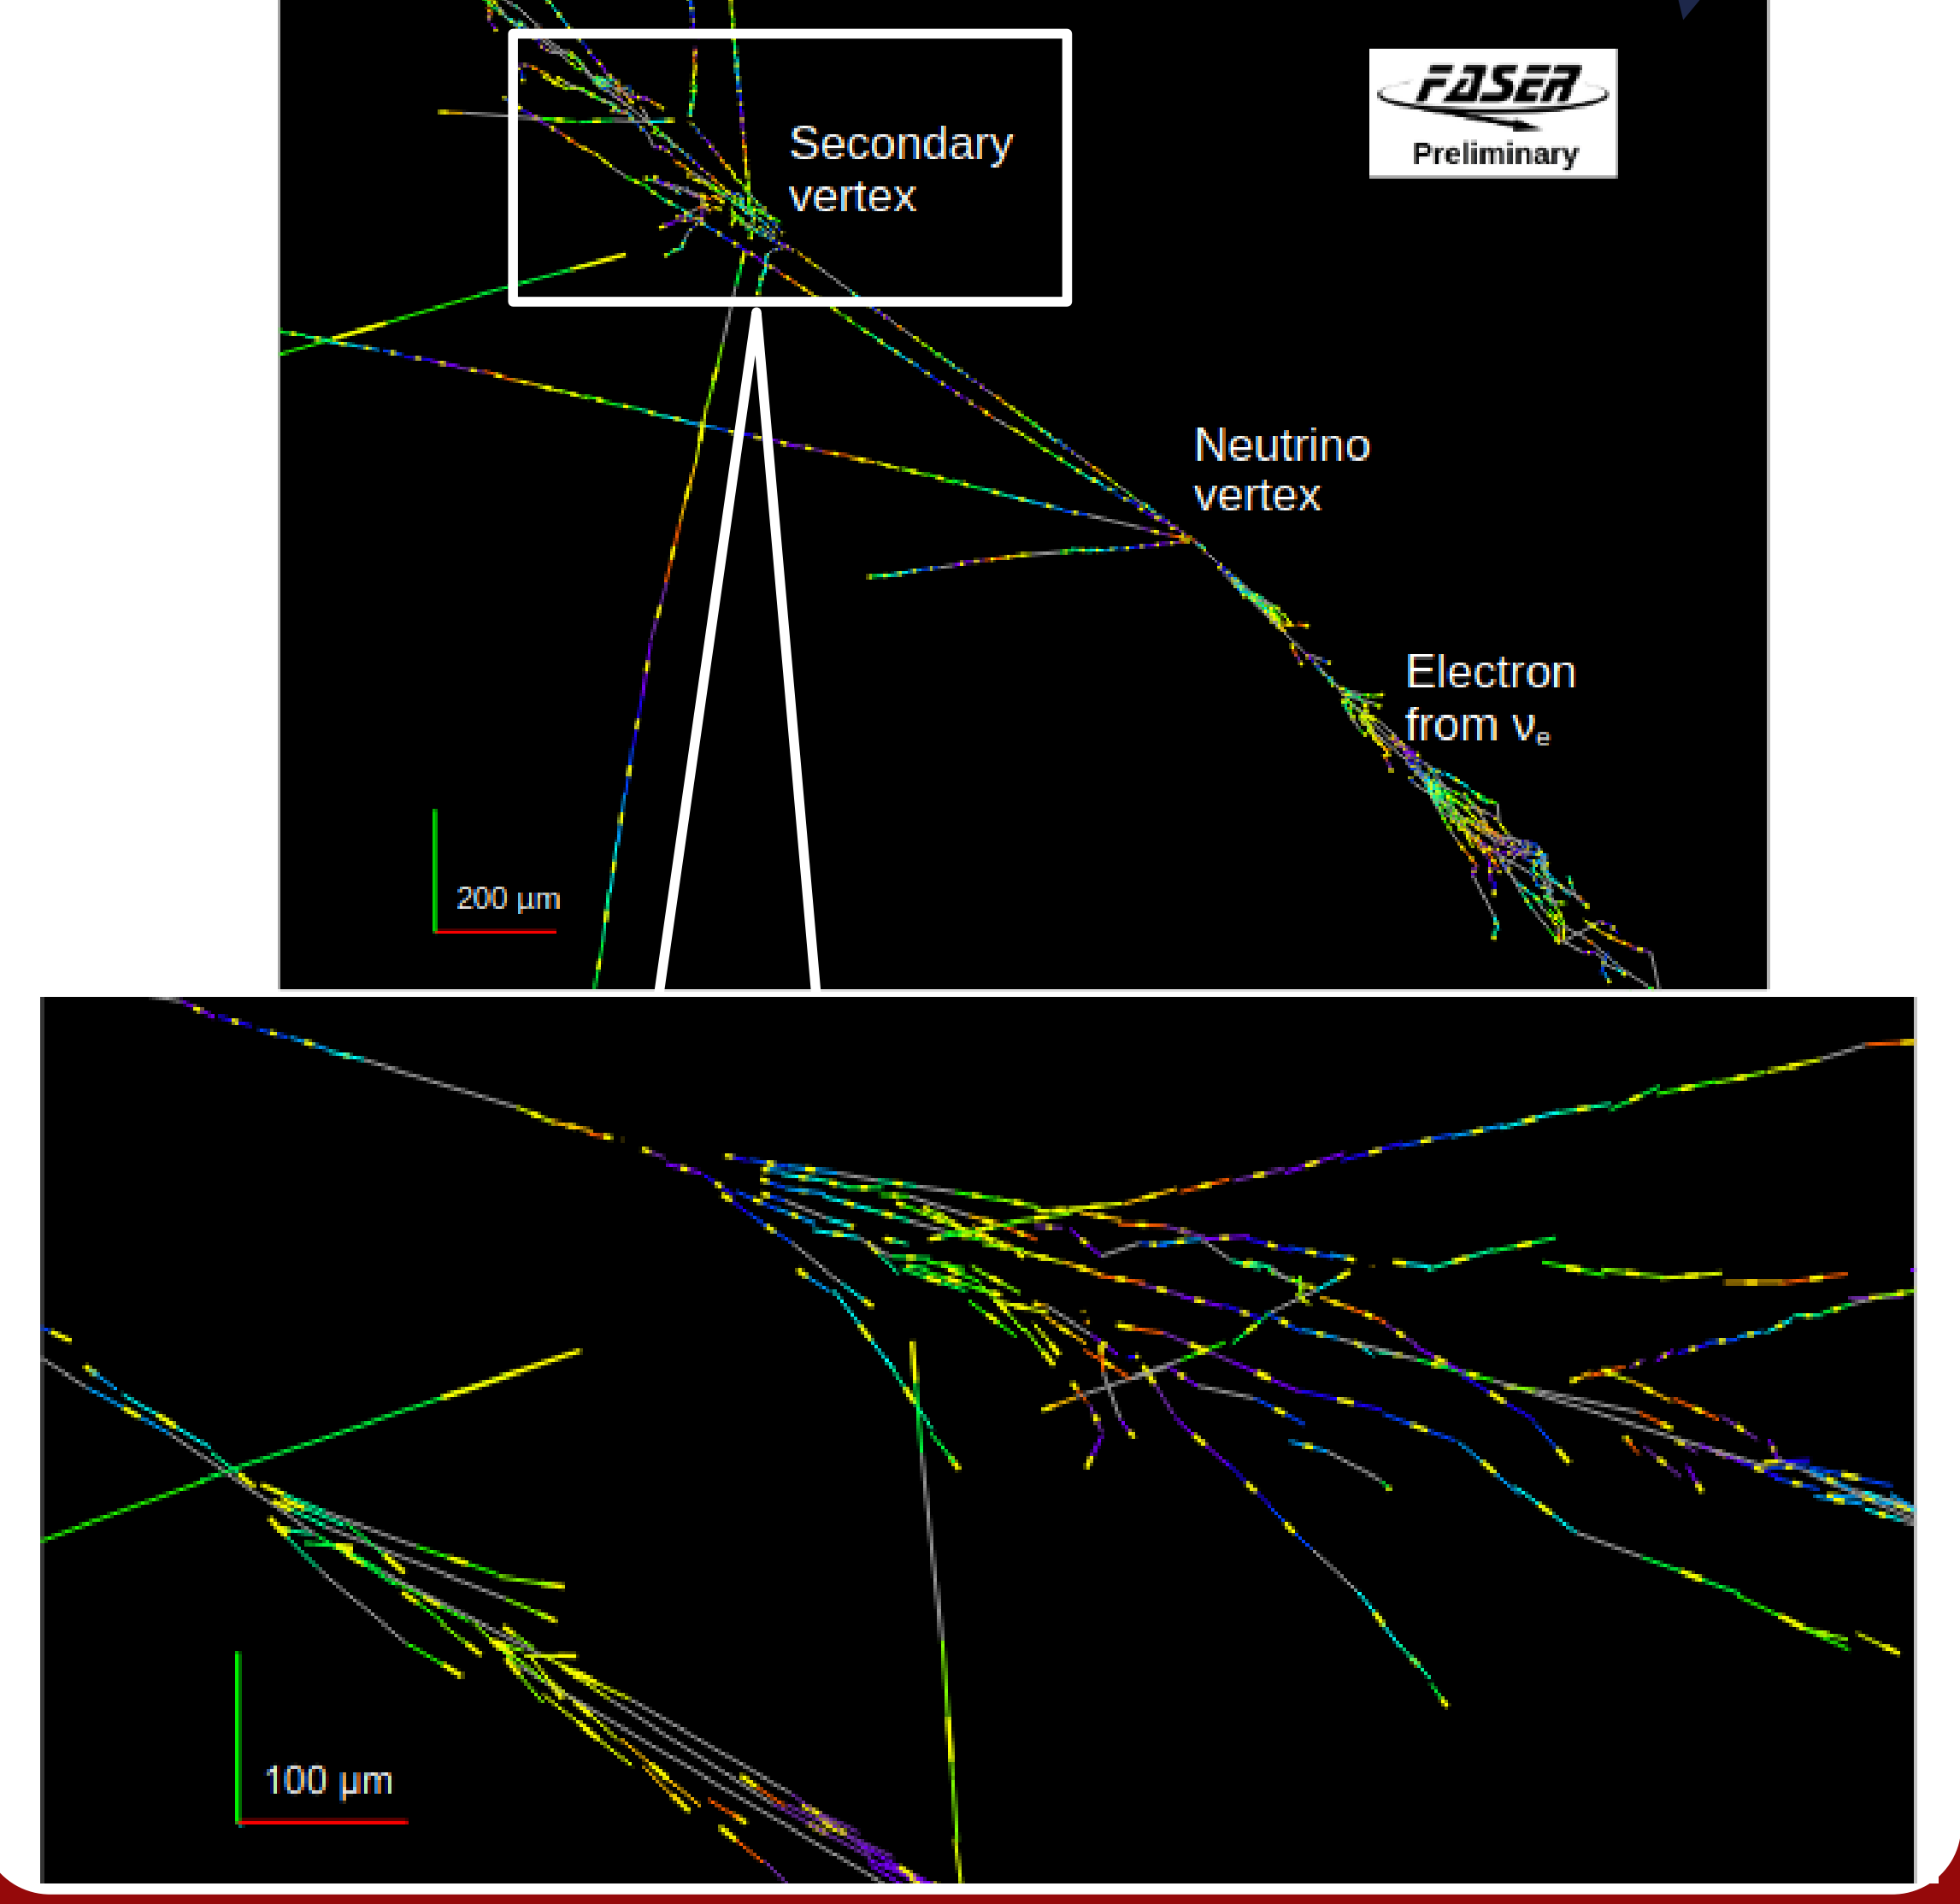 FASER
Preliminary
Secondary
vertex
Neutrino
vertex
Electron
from νₑ
200 μm
100 μm